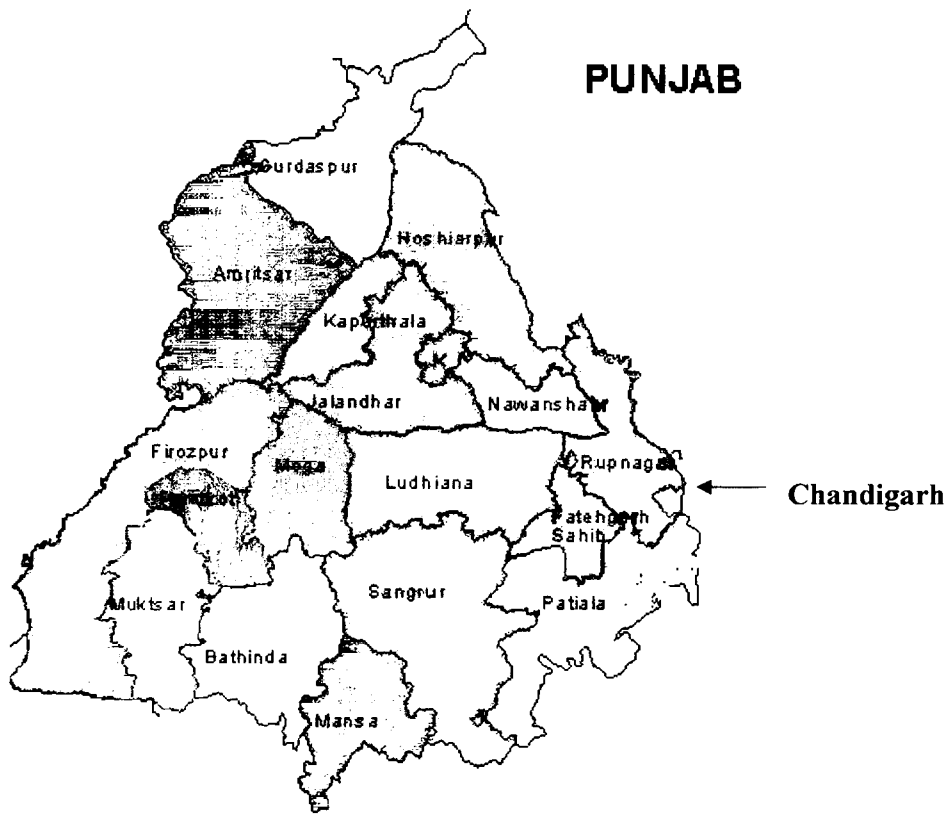 PUNJAB
Gurdaspur
Hoshiarpur
Amritsar
Kapurthala
Jalandhar
Nawanshahr
Firozpur
Moga
Ludhiana
Rupnagar
Chandigarh
Fatehgarh
Sahib
Sangrur
Patiala
Muktsar
Bathinda
Mansa